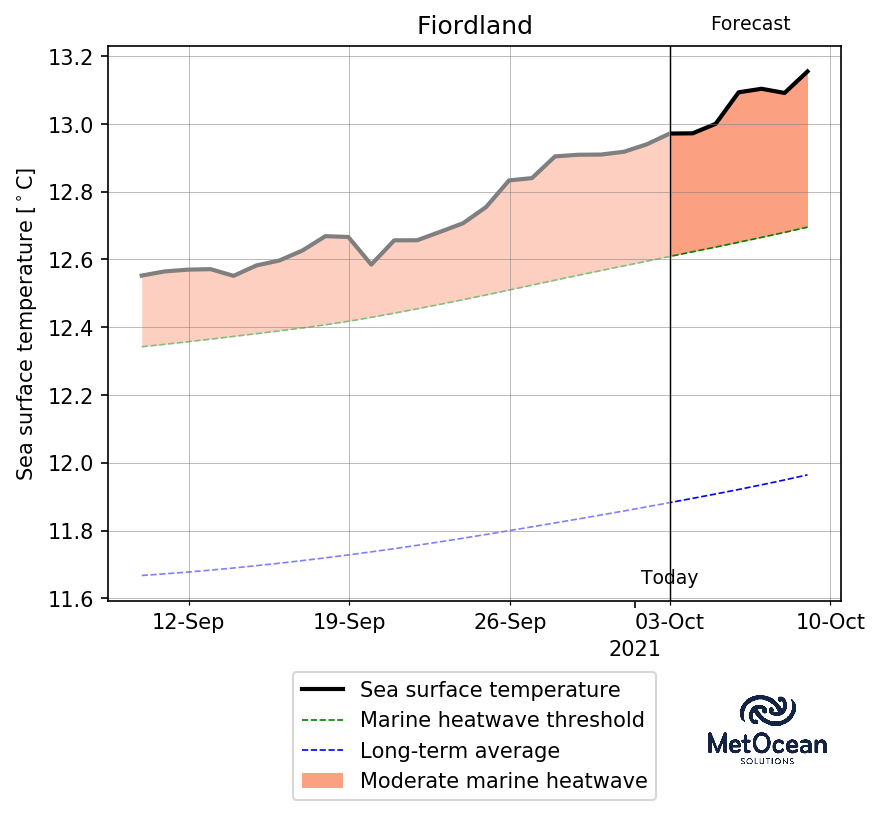 Fiordland
Forecast
Sea surface temperature [°C]
13.2
13.0
12.8
12.6
12.4
12.2
12.0
11.8
11.6
Today
12-Sep 19-Sep 26-Sep 03-Oct 10-Oct
2021
Sea surface temperature
Marine heatwave threshold
Long-term average
Moderate marine heatwave
MetOcean
SOLUTIONS